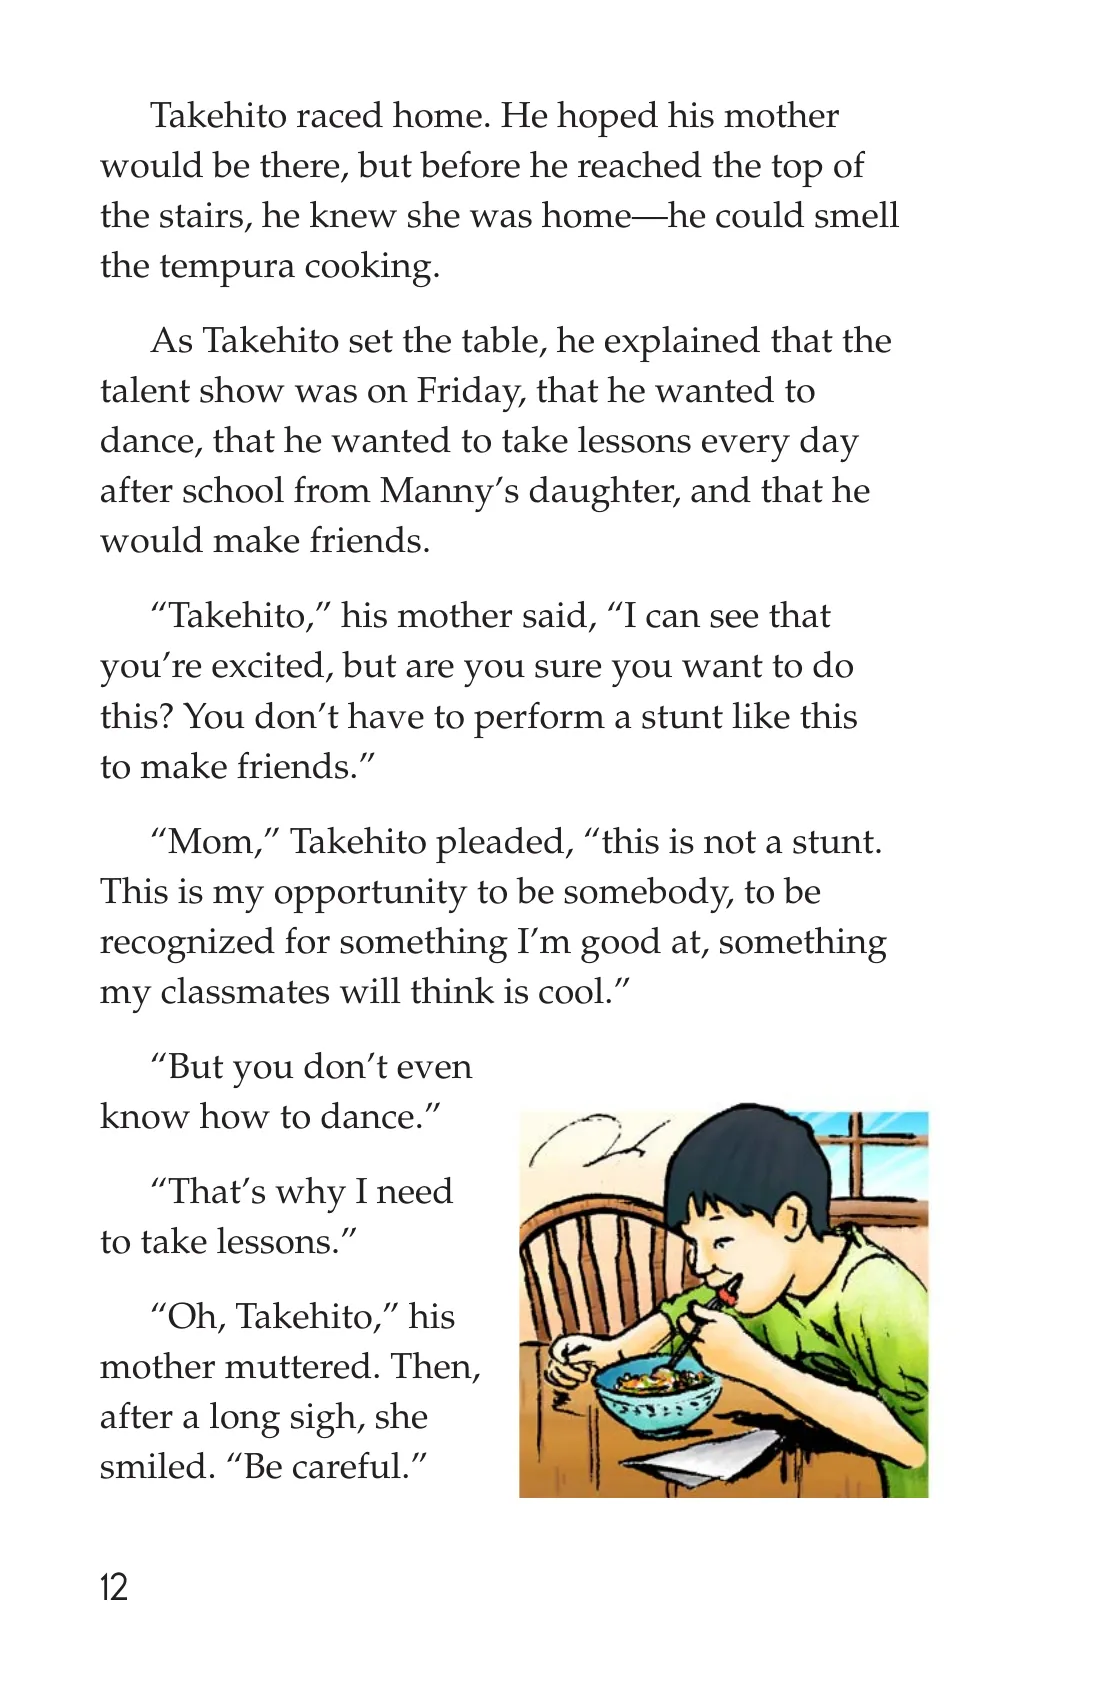 Takehito raced home. He hoped his mother
would be there, but before he reached the top of
the stairs, he knew she was home—he could smell
the tempura cooking.
As Takehito set the table, he explained that the
talent show was on Friday, that he wanted to
dance, that he wanted to take lessons every day
after school from Manny’s daughter, and that he
would make friends.
“Takehito,” his mother said, “I can see that
you’re excited, but are you sure you want to do
this? You don’t have to perform a stunt like this
to make friends.”
“Mom,” Takehito pleaded, “this is not a stunt.
This is my opportunity to be somebody, to be
recognized for something I’m good at, something
my classmates will think is cool.”
“But you don’t even
know how to dance.”
“That’s why I need
to take lessons.”
“Oh, Takehito,” his
mother muttered. Then,
after a long sigh, she
smiled. “Be careful.”
12